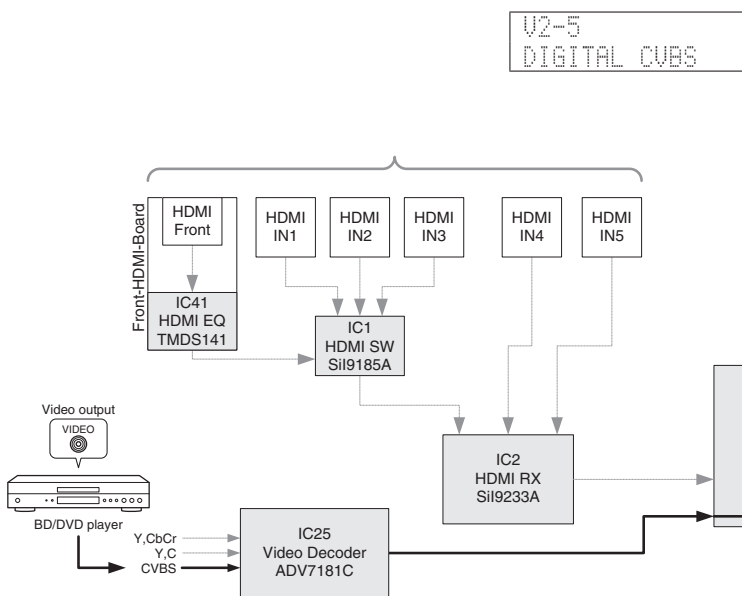 V2-5
DIGITAL CVBS
Front-HDMI-Board
HDMI
Front
HDMI
IN1
HDMI
IN2
HDMI
IN3
HDMI
IN4
HDMI
IN5
IC41
HDMI EQ
TMDS141
IC1
HDMI SW
SiI9185A
Video output
VIDEO
IC2
HDMI RX
SiI9233A
BD/DVD player
Y,CbCr
Y,C
CVBS
IC25
Video Decoder
ADV7181C